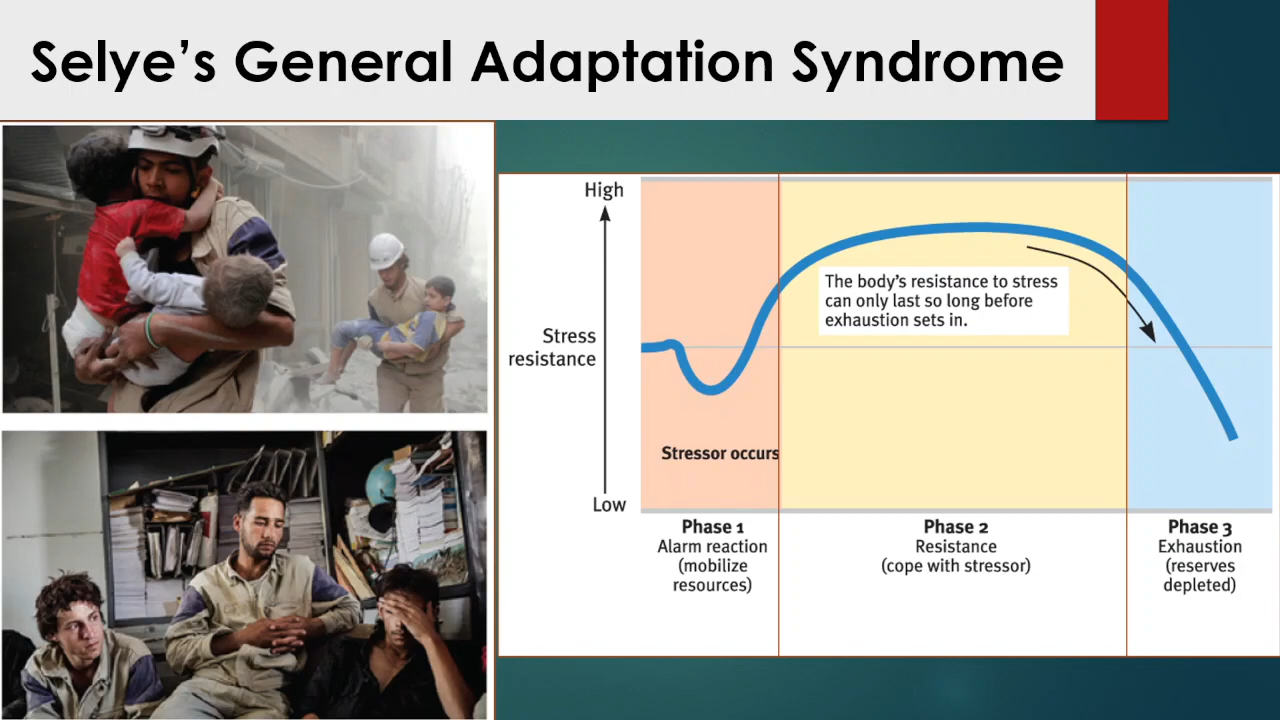 Selye’s General Adaptation Syndrome
High
Stress
resistance
Low
The body’s resistance to stress
can only last so long before
exhaustion sets in.
Stressor occurs
Phase 1
Alarm reaction
(mobilize
resources)
Phase 2
Resistance
(cope with stressor)
Phase 3
Exhaustion
(reserves
depleted)